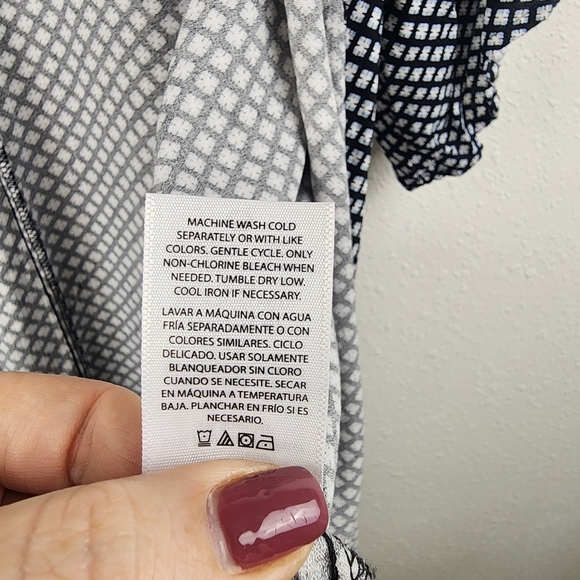 MACHINE WASH COLD
SEPARATELY OR WITH LIKE
COLORS. GENTLE CYCLE. ONLY
NON-CHLORINE BLEACH WHEN
NEEDED. TUMBLE DRY LOW.
COOL IRON IF NECESSARY.
LAVAR A MÁQUINA CON AGUA
FRÍA SEPARADAMENTE O CON
COLORES SIMILARES. CICLO
DELICADO. USAR SOLAMENTE
BLANQUEADOR SIN CLORO
CUANDO SE NECESITE. SECAR
EN MÁQUINA A TEMPERATURA
BAJA. PLANCHAR EN FRÍO SI ES
NECESARIO.